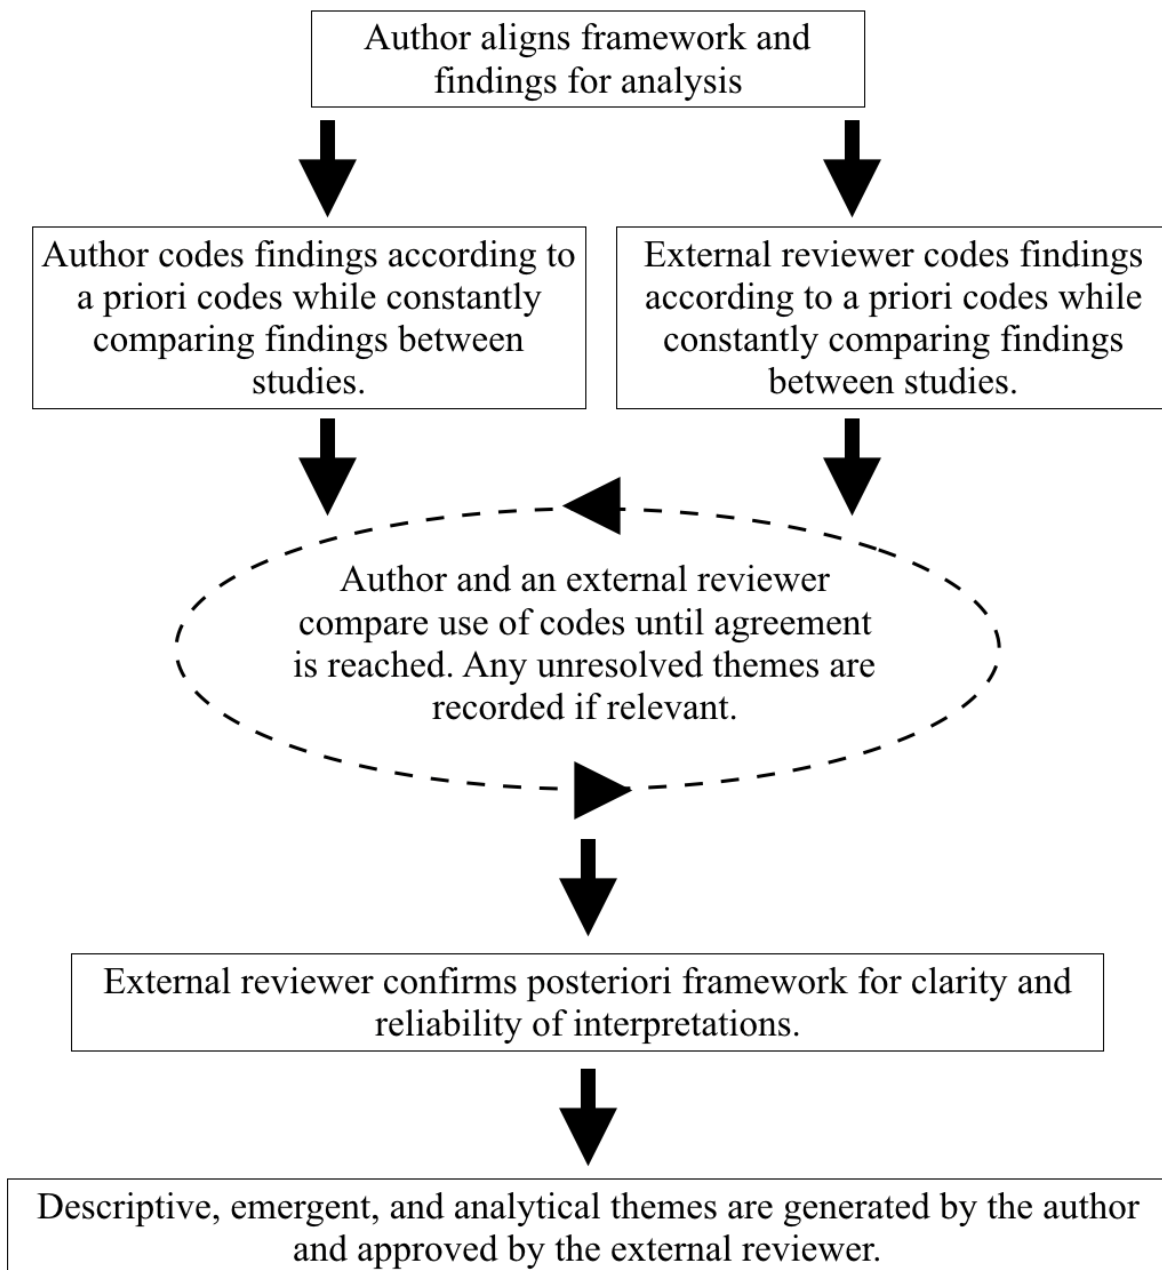 Author aligns framework and
findings for analysis
Author codes findings according to
a priori codes while constantly
comparing findings between
studies.
External reviewer codes findings
according to a priori codes while
constantly comparing findings
between studies.
Author and an external reviewer
compare use of codes until agreement
is reached. Any unresolved themes are
recorded if relevant.
External reviewer confirms posteriori framework for clarity and
reliability of interpretations.
Descriptive, emergent, and analytical themes are generated by the author
and approved by the external reviewer.